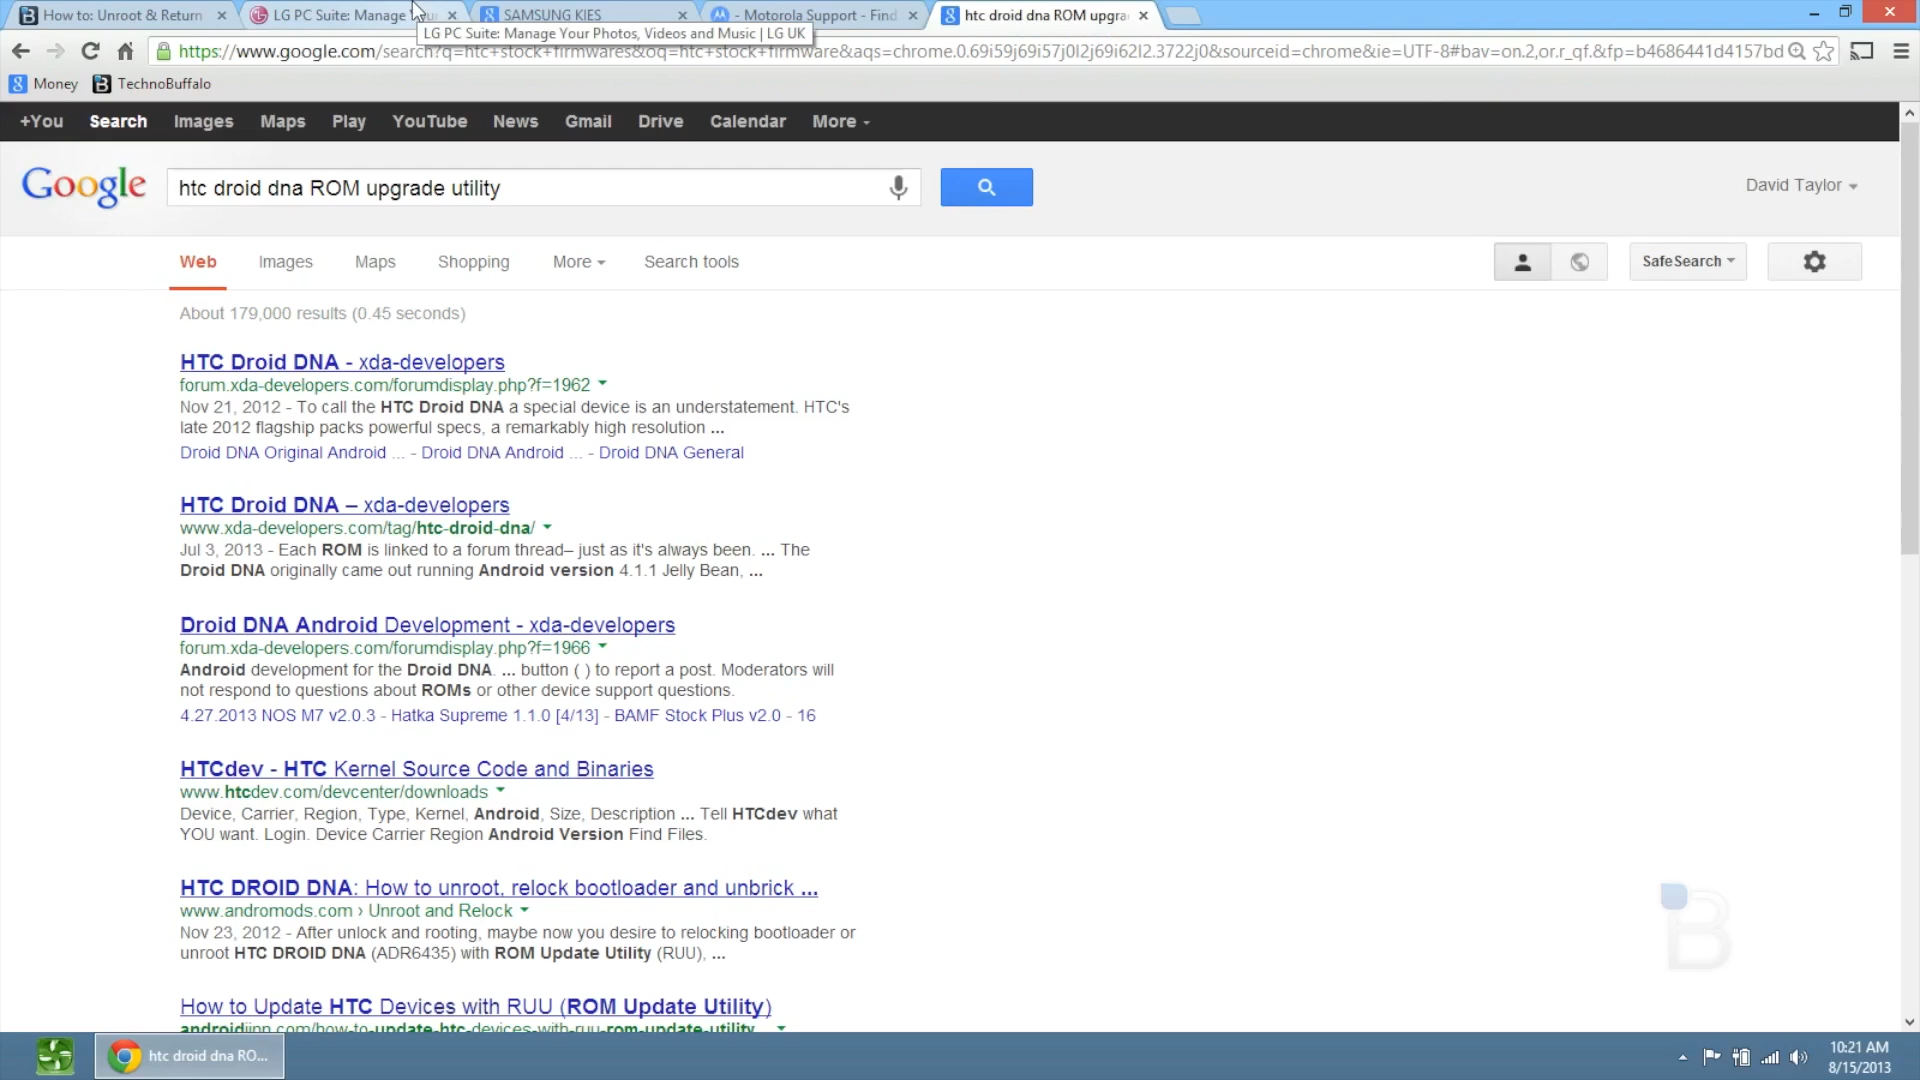 How to: Unroot & Return
LG PC Suite: Manage
SAMSUNG KIES
- Motorola Support - Find
htc droid dna ROM upgra
LG PC Suite: Manage Your Photos, Videos and Music | LG UK
https://www.google.com/search?q=htc+stock+firmwares&oq=htc+stock+firmware&aqs=chrome.0.69i59j69i57j0l2j69i62l2.3722j0&sourceid=chrome&ie=UTF-8#bav=on.2,or.r_qf.&fp=b4686441d4157bd
Money
TechnoBuffalo
+You Search Images Maps Play YouTube News Gmail Drive Calendar More
Google
htc droid dna ROM upgrade utility
David Taylor
Web Images Maps Shopping More Search tools
SafeSearch
About 179,000 results (0.45 seconds)
HTC Droid DNA - xda-developers
forum.xda-developers.com/forumdisplay.php?f=1962
Nov 21, 2012 - To call the HTC Droid DNA a special device is an understatement. HTC's
late 2012 flagship packs powerful specs, a remarkably high resolution ...
Droid DNA Original Android ... - Droid DNA Android ... - Droid DNA General
HTC Droid DNA – xda-developers
www.xda-developers.com/tag/htc-droid-dna/
Jul 3, 2013 - Each ROM is linked to a forum thread– just as it's always been. ... The
Droid DNA originally came out running Android version 4.1.1 Jelly Bean, ...
Droid DNA Android Development - xda-developers
forum.xda-developers.com/forumdisplay.php?f=1966
Android development for the Droid DNA. ... button ( ) to report a post. Moderators will
not respond to questions about ROMs or other device support questions.
4.27.2013 NOS M7 v2.0.3 - Hatka Supreme 1.1.0 [4/13] - BAMF Stock Plus v2.0 - 16
HTCdev - HTC Kernel Source Code and Binaries
www.htcdev.com/devcenter/downloads
Device, Carrier, Region, Type, Kernel, Android, Size, Description ... Tell HTCdev what
YOU want. Login. Device Carrier Region Android Version Find Files.
HTC DROID DNA: How to unroot, relock bootloader and unbrick ...
www.andromods.com › Unroot and Relock
Nov 23, 2012 - After unlock and rooting, maybe now you desire to relocking bootloader or
unroot HTC DROID DNA (ADR6435) with ROM Update Utility (RUU), ...
How to Update HTC Devices with RUU (ROM Update Utility)
androidjinn.com/how-to-update-htc-devices-with-ruu-rom-update-utility
B
htc droid dna RO...
10:21 AM
8/15/2013